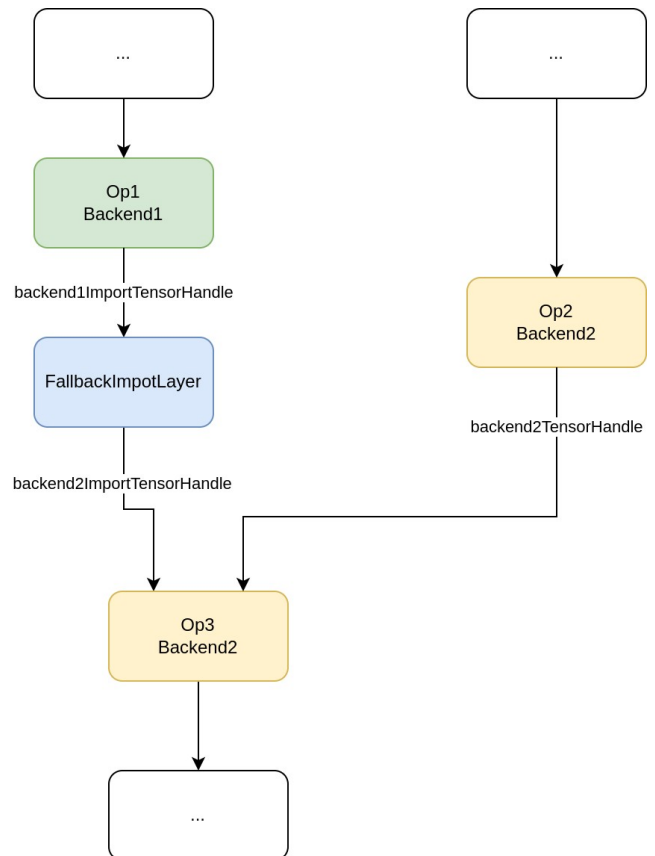 ...
...
Op1
Backend1
backend1ImportTensorHandle
Op2
Backend2
FallbackImpotLayer
backend2TensorHandle
backend2ImportTensorHandle
Op3
Backend2
...